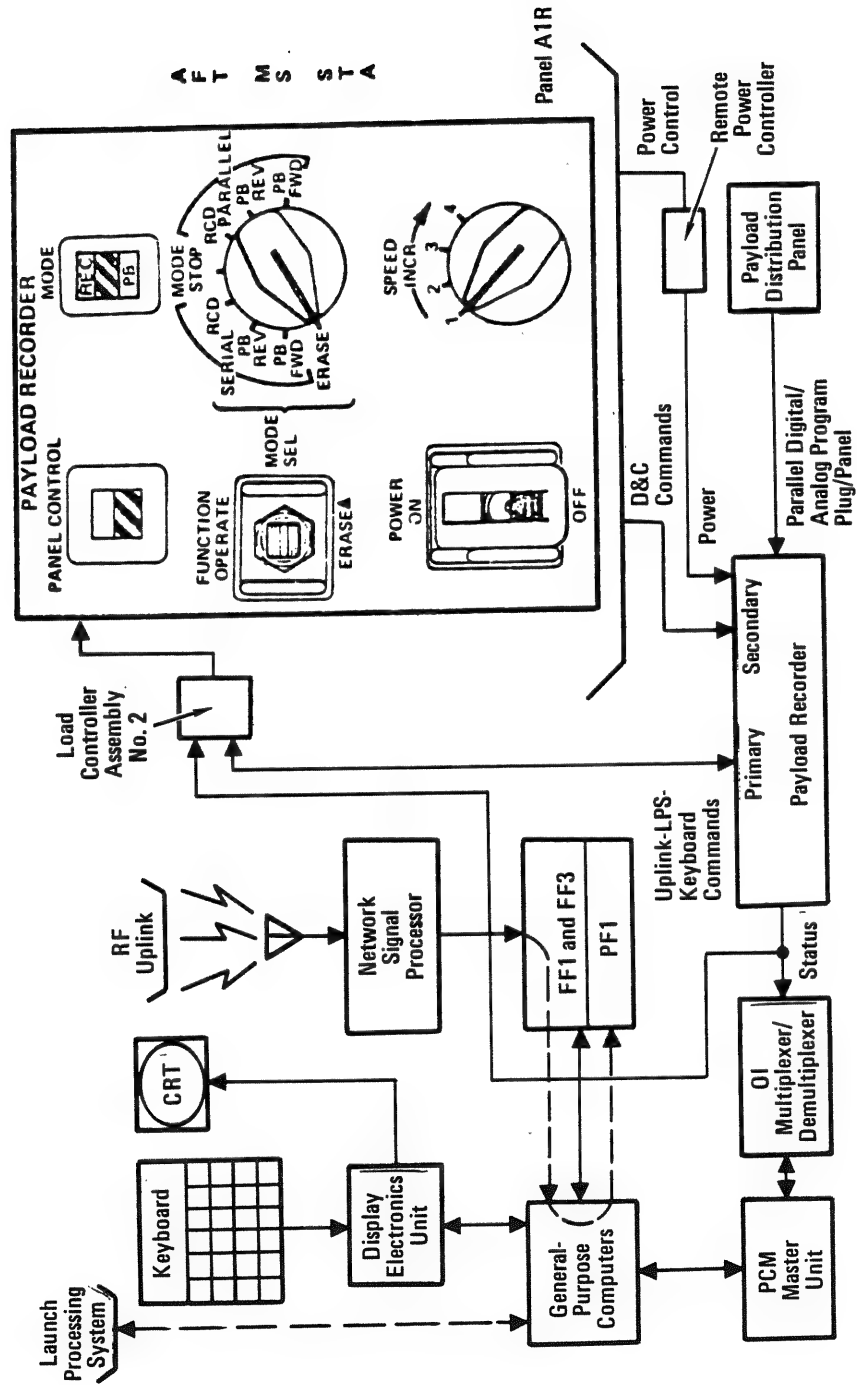 Launch
Processing
System
Keyboard
CRT
Display
Electronics
Unit
General-
Purpose
Computers
PCM
Master
Unit
OI
Multiplexer/
Demultiplexer
RF
Uplink
Network
Signal
Processor
FF1 and FF3
PF1
Status
Uplink-LPS-
Keyboard
Commands
Load
Controller
Assembly
No. 2
Primary
Secondary
Payload Recorder
PAYLOAD RECORDER
PANEL CONTROL
MODE
REC
PB
FUNCTION
OPERATE
ERASE▲
MODE
SEL
MODE
STOP
SERIAL
RCD
PB
REV
PB
FWD
ERASE
RCD
PARALLEL
PB
REV
PB
FWD
POWER
ON
OFF
SPEED
INCR
1
2
3
4
AFT MS STA
Panel A1R
D&C
Commands
Power
Power
Control
Remote
Power
Controller
Payload
Distribution
Panel
Parallel Digital/
Analog Program
Plug/Panel